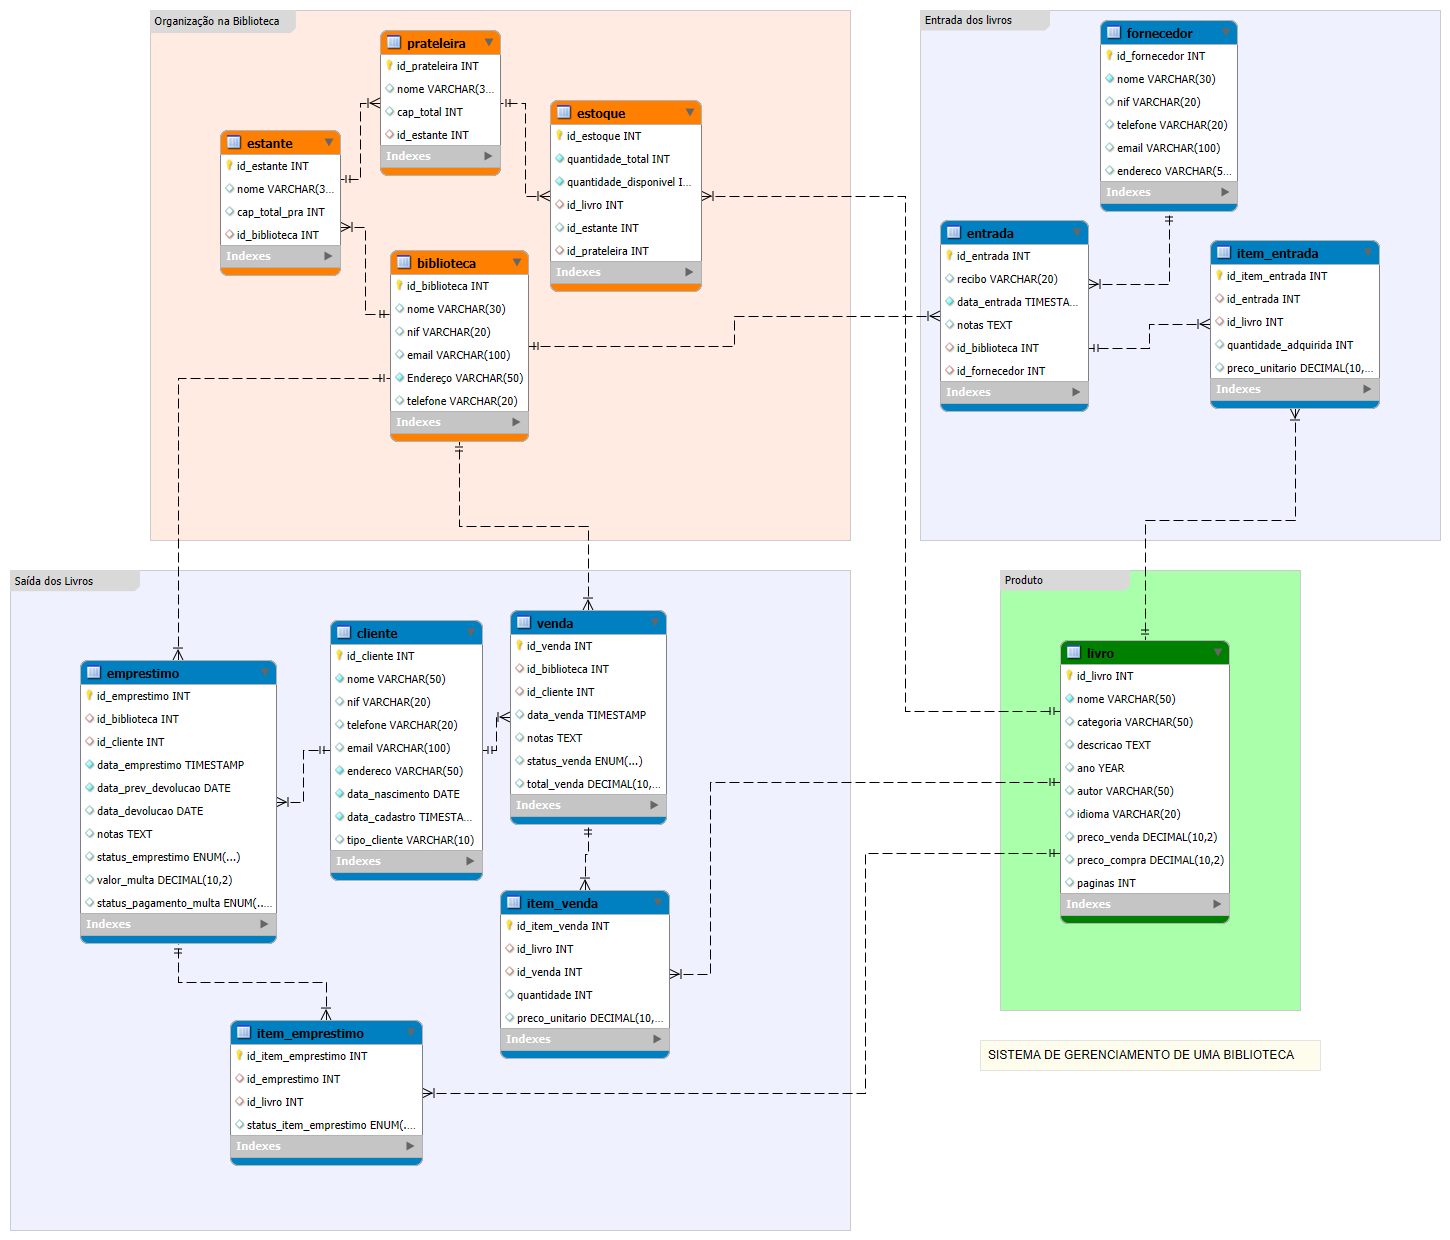 Organização na Biblioteca
prateleira
id_prateleira INT
nome VARCHAR(3...
cap_total INT
id_estante INT
Indexes
estante
id_estante INT
nome VARCHAR(3...
cap_total_pra INT
id_biblioteca INT
Indexes
estoque
id_estoque INT
quantidade_total INT
quantidade_disponivel I...
id_livro INT
id_estante INT
id_prateleira INT
Indexes
biblioteca
id_biblioteca INT
nome VARCHAR(30)
nif VARCHAR(20)
email VARCHAR(100)
Endereço VARCHAR(50)
telefone VARCHAR(20)
Indexes
Entrada dos livros
fornecedor
id_fornecedor INT
nome VARCHAR(30)
nif VARCHAR(20)
telefone VARCHAR(20)
email VARCHAR(100)
endereco VARCHAR(5...
Indexes
entrada
id_entrada INT
recibo VARCHAR(20)
data_entrada TIMESTA...
notas TEXT
id_biblioteca INT
id_fornecedor INT
Indexes
item_entrada
id_item_entrada INT
id_entrada INT
id_livro INT
quantidade_adquirida INT
preco_unitario DECIMAL(10,...
Indexes
Saída dos Livros
emprestimo
id_emprestimo INT
id_biblioteca INT
id_cliente INT
data_emprestimo TIMESTAMP
data_prev_devolucao DATE
data_devolucao DATE
notas TEXT
status_emprestimo ENUM(...)
valor_multa DECIMAL(10,2)
status_pagamento_multa ENUM(....
Indexes
cliente
id_cliente INT
nome VARCHAR(50)
nif VARCHAR(20)
telefone VARCHAR(20)
email VARCHAR(100)
endereco VARCHAR(50)
data_nascimento DATE
data_cadastro TIMESTA...
tipo_cliente VARCHAR(10)
Indexes
venda
id_venda INT
id_biblioteca INT
id_cliente INT
data_venda TIMESTAMP
notas TEXT
status_venda ENUM(...)
total_venda DECIMAL(10,...
Indexes
item_venda
id_item_venda INT
id_livro INT
id_venda INT
quantidade INT
preco_unitario DECIMAL(10,...
Indexes
item_emprestimo
id_item_emprestimo INT
id_emprestimo INT
id_livro INT
status_item_emprestimo ENUM(....
Indexes
Produto
livro
id_livro INT
nome VARCHAR(50)
categoria VARCHAR(50)
descricao TEXT
ano YEAR
autor VARCHAR(50)
idioma VARCHAR(20)
preco_venda DECIMAL(10,2)
preco_compra DECIMAL(10,2)
paginas INT
Indexes
SISTEMA DE GERENCIAMENTO DE UMA BIBLIOTECA